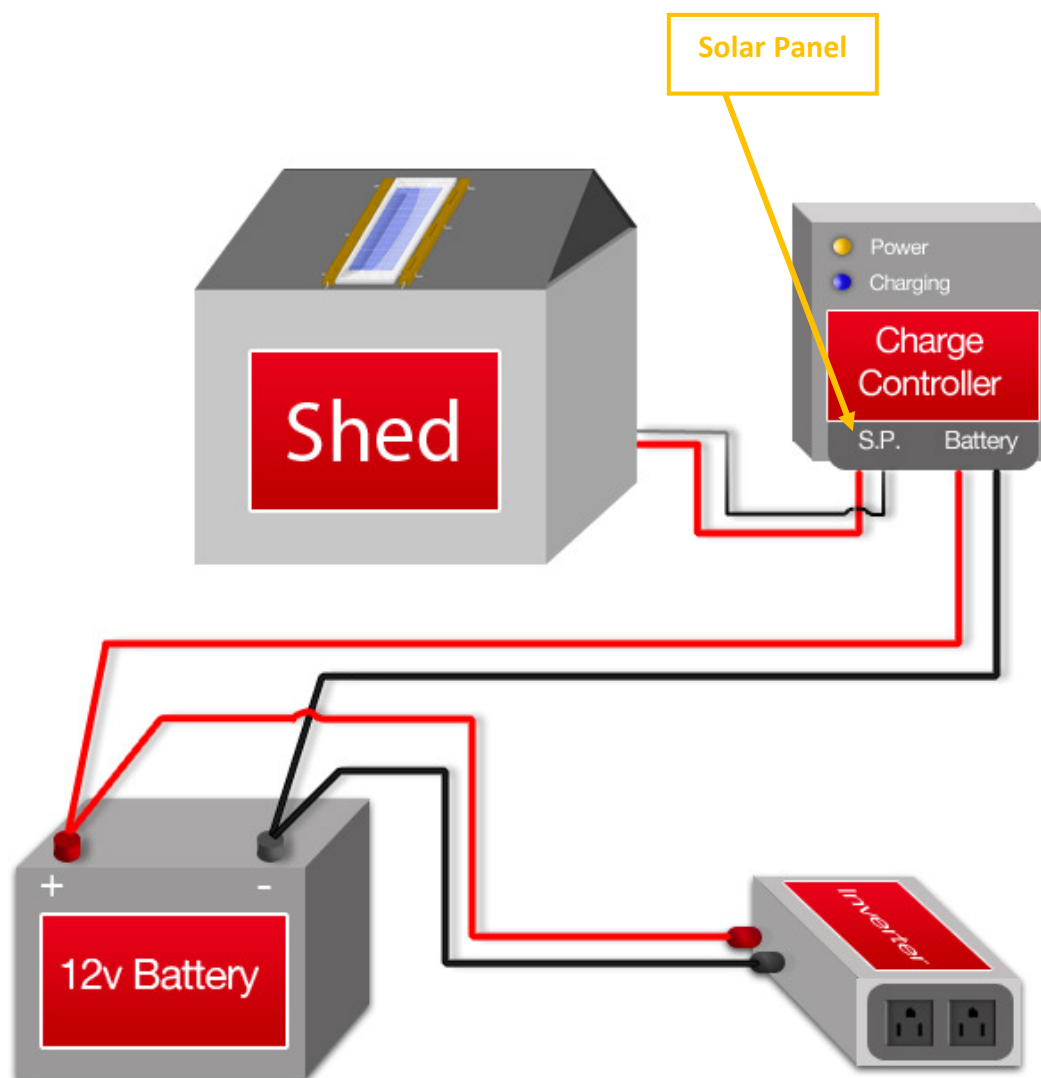 Solar Panel
Power
Charging
Charge
Controller
S.P. Battery
Shed
+ -
12v Battery
Inverter